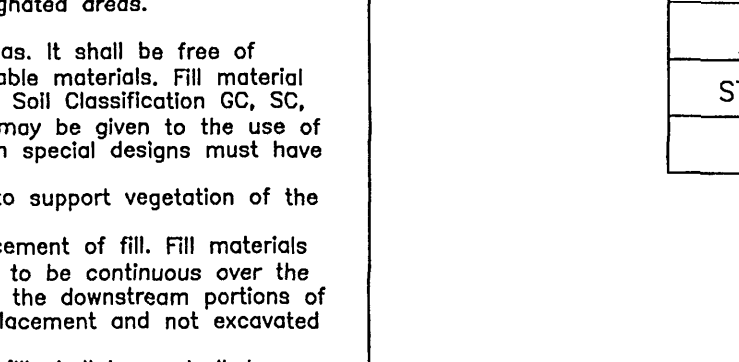 gnated areas.
as. It shall be free of
able materials. Fill material
Soil Classification GC, SC,
may be given to the use of
n special designs must have
to support vegetation of the
cement of fill. Fill materials
to be continuous over the
the downstream portions of
lacement and not excavated
ST